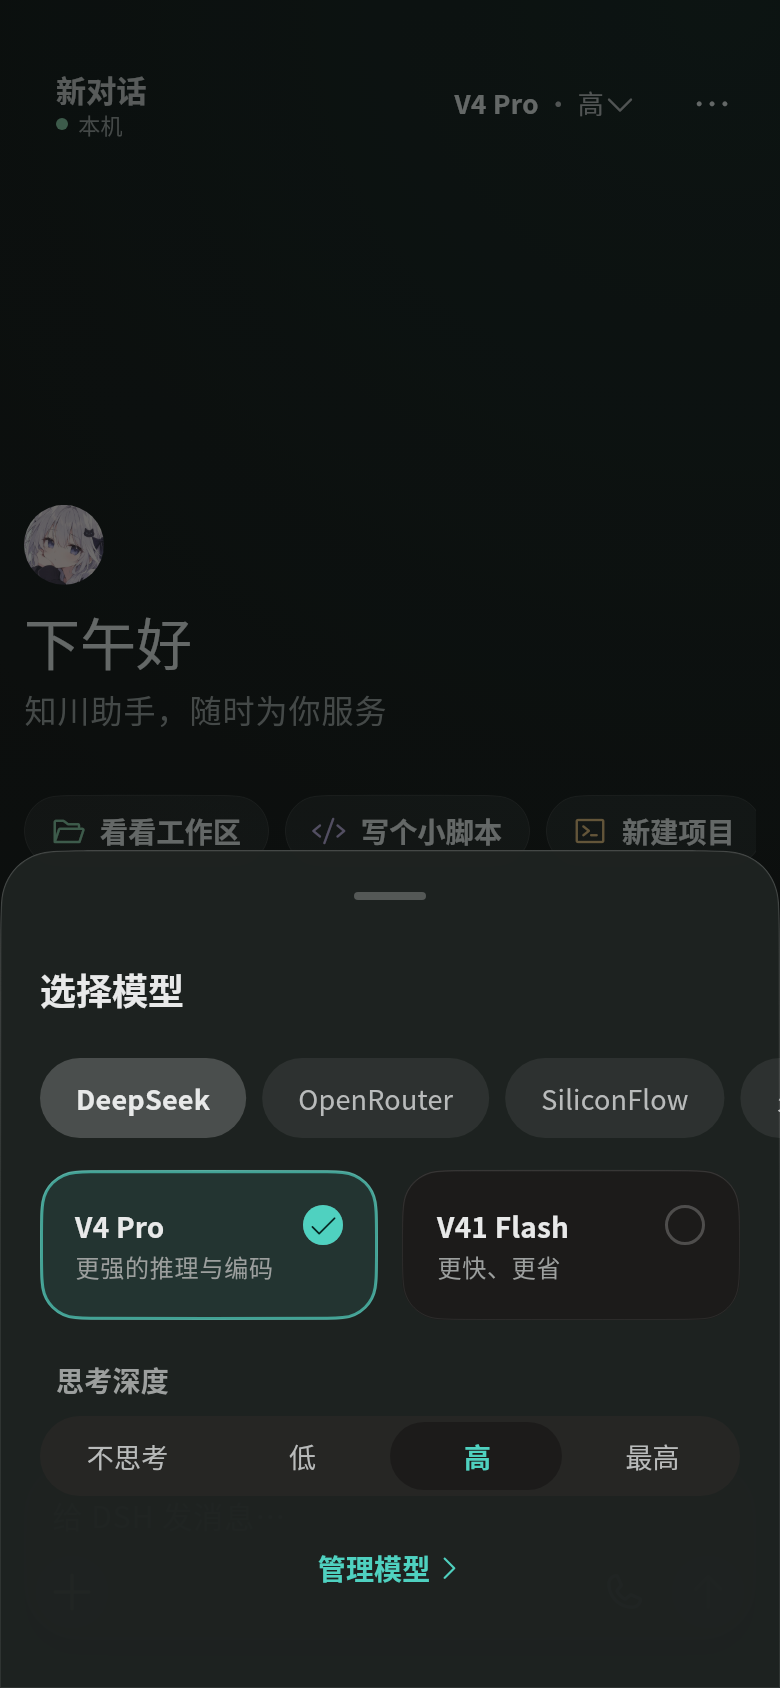 新对话
本机
V4 Pro · 高
下午好
知川助手，随时为你服务
看看工作区
写个小脚本
新建项目
选择模型
DeepSeek
OpenRouter
SiliconFlow
V4 Pro
更强的推理与编码
V41 Flash
更快、更省
思考深度
不思考
低
高
最高
管理模型